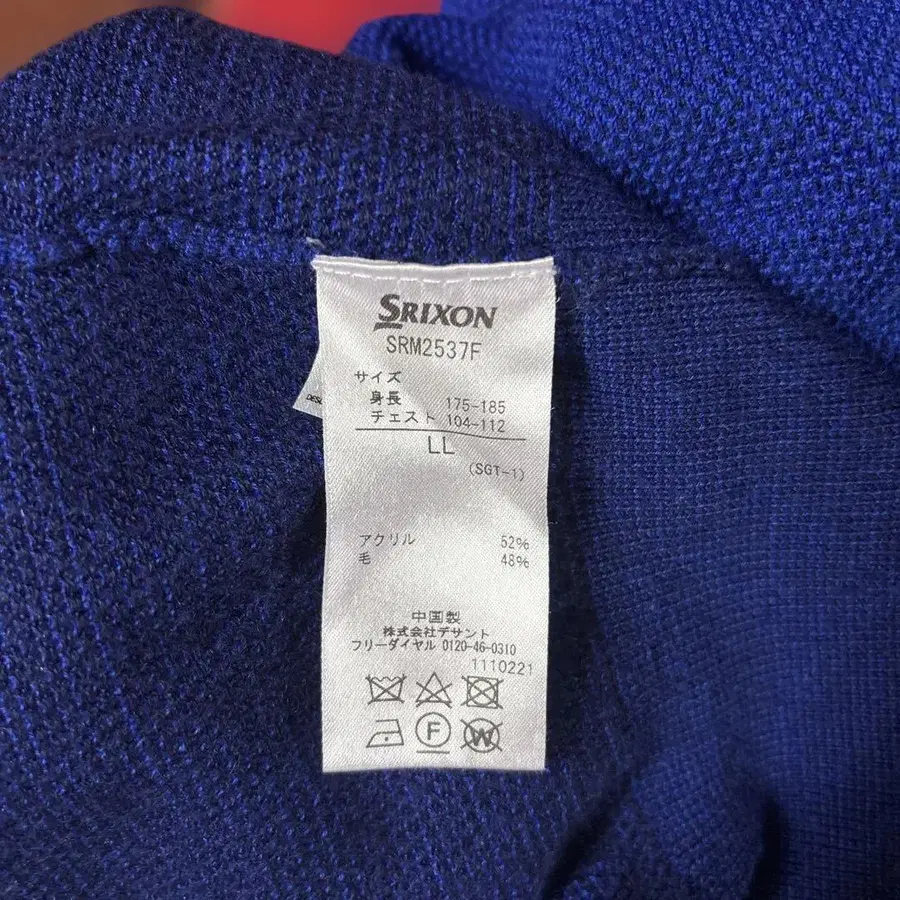 SRIXON
SRM2537F
サイズ
身長 175-185
チェスト 104-112
LL
(SGT-1)
アクリル 52%
毛 48%
中国製
株式会社デサント
フリーダイヤル 0120-46-0310
1110221
F
W